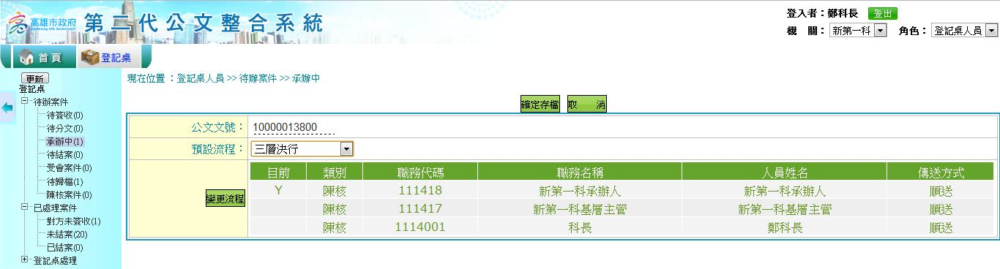 高雄市政府 第二代公文整合系統
登入者：鄭科長 登出
機　關： 新第一科 角色： 登記桌人員
首頁 登記桌
更新
登記桌
待辦案件
待簽收(0)
待分文(0)
承辦中(1)
待結案(0)
受會案件(0)
待歸檔(1)
陳核案件(0)
已處理案件
對方未簽收(1)
未結案(20)
已結案(0)
登記桌處理
現在位置：登記桌人員 >> 待辦案件 >> 承辦中
確定存檔 取　消
公文文號： 10000013800
預設流程： 三層決行
變更流程
目前 類別 職務代碼 職務名稱 人員姓名 傳送方式
Y 陳核 111418 新第一科承辦人 新第一科承辦人 順送
陳核 111417 新第一科基層主管 新第一科基層主管 順送
陳核 1114001 科長 鄭科長 順送